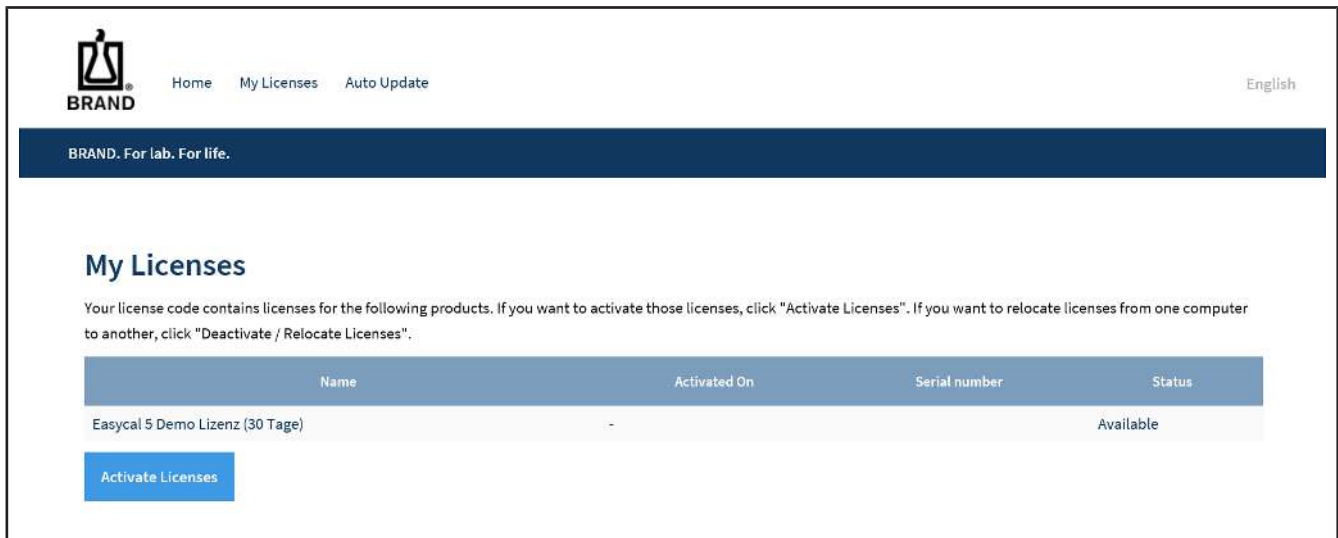 BRAND
Home My Licenses Auto Update
English
BRAND. For lab. For life.
My Licenses
Your license code contains licenses for the following products. If you want to activate those licenses, click "Activate Licenses". If you want to relocate licenses from one computer
to another, click "Deactivate / Relocate Licenses".
Name Activated On Serial number Status
Easycal 5 Demo Lizenz (30 Tage) - Available
Activate Licenses